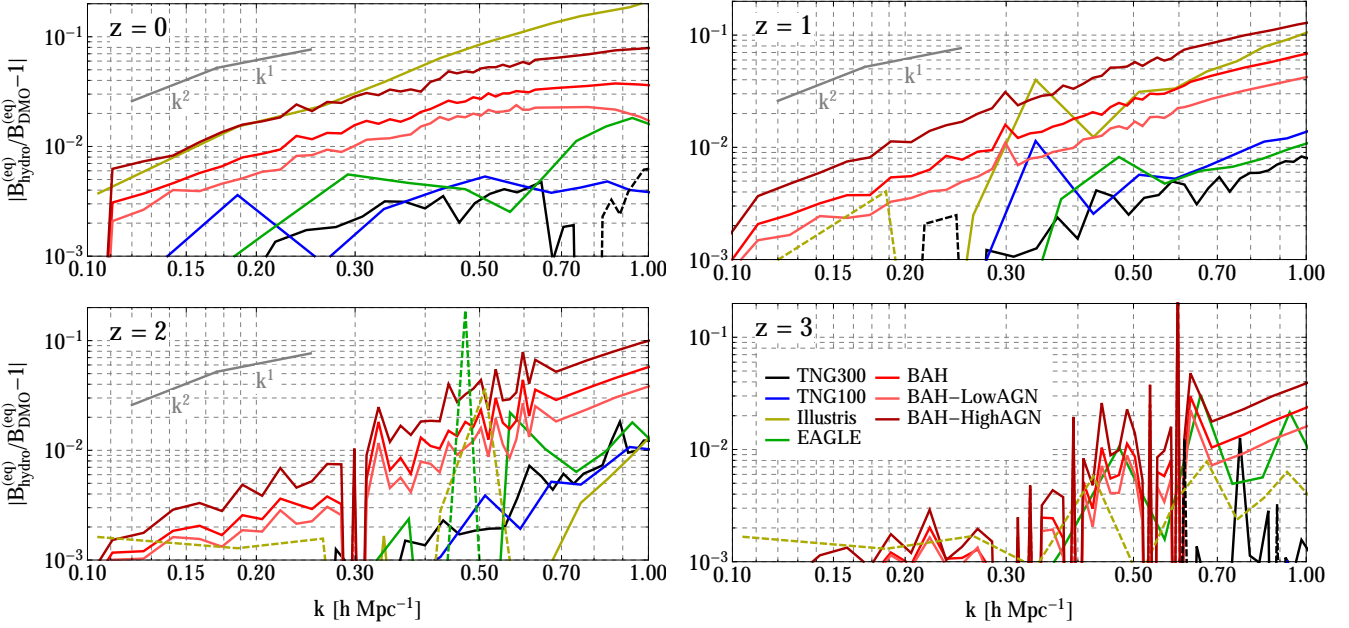 z = 0
z = 1
10⁻¹
10⁻¹
k¹
k²
k¹
k²
|B_hydro^(eq)/B_DMO^(eq)−1|
10⁻²
10⁻²
10⁻³
10⁻³
0.10 0.15 0.20 0.30 0.50 0.70 1.00
0.10 0.15 0.20 0.30 0.50 0.70 1.00
z = 2
z = 3
10⁻¹
10⁻¹
k¹
k²
|B_hydro^(eq)/B_DMO^(eq)−1|
TNG300
TNG100
Illustris
EAGLE
BAH
BAH−LowAGN
BAH−HighAGN
10⁻²
10⁻²
10⁻³
10⁻³
0.10 0.15 0.20 0.30 0.50 0.70 1.00
0.10 0.15 0.20 0.30 0.50 0.70 1.00
k [h Mpc⁻¹]
k [h Mpc⁻¹]